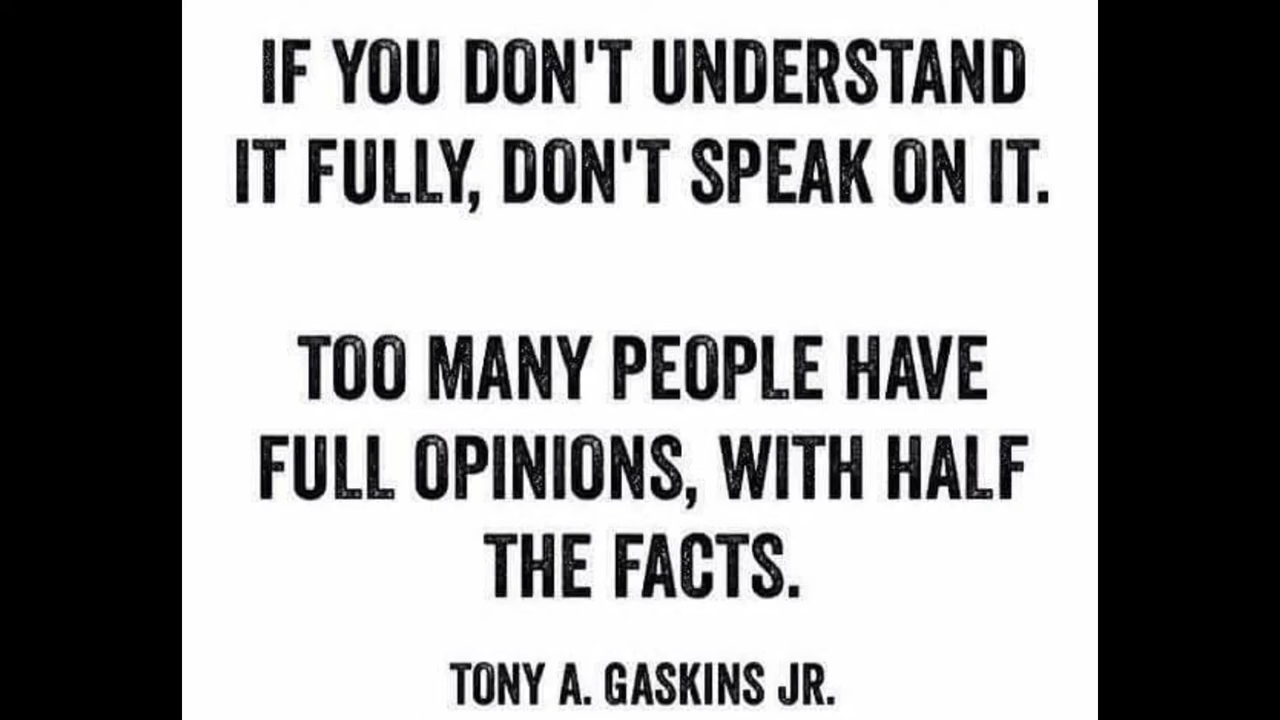 IF YOU DON'T UNDERSTAND
IT FULLY, DON'T SPEAK ON IT.
TOO MANY PEOPLE HAVE
FULL OPINIONS, WITH HALF
THE FACTS.
TONY A. GASKINS JR.